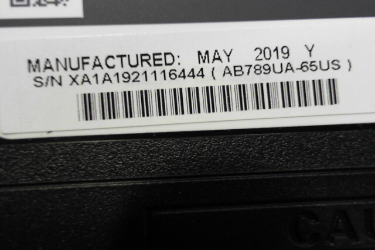 MANUFACTURED: MAY 2019 Y
S/N XA1A1921116444 ( AB789UA-65US )